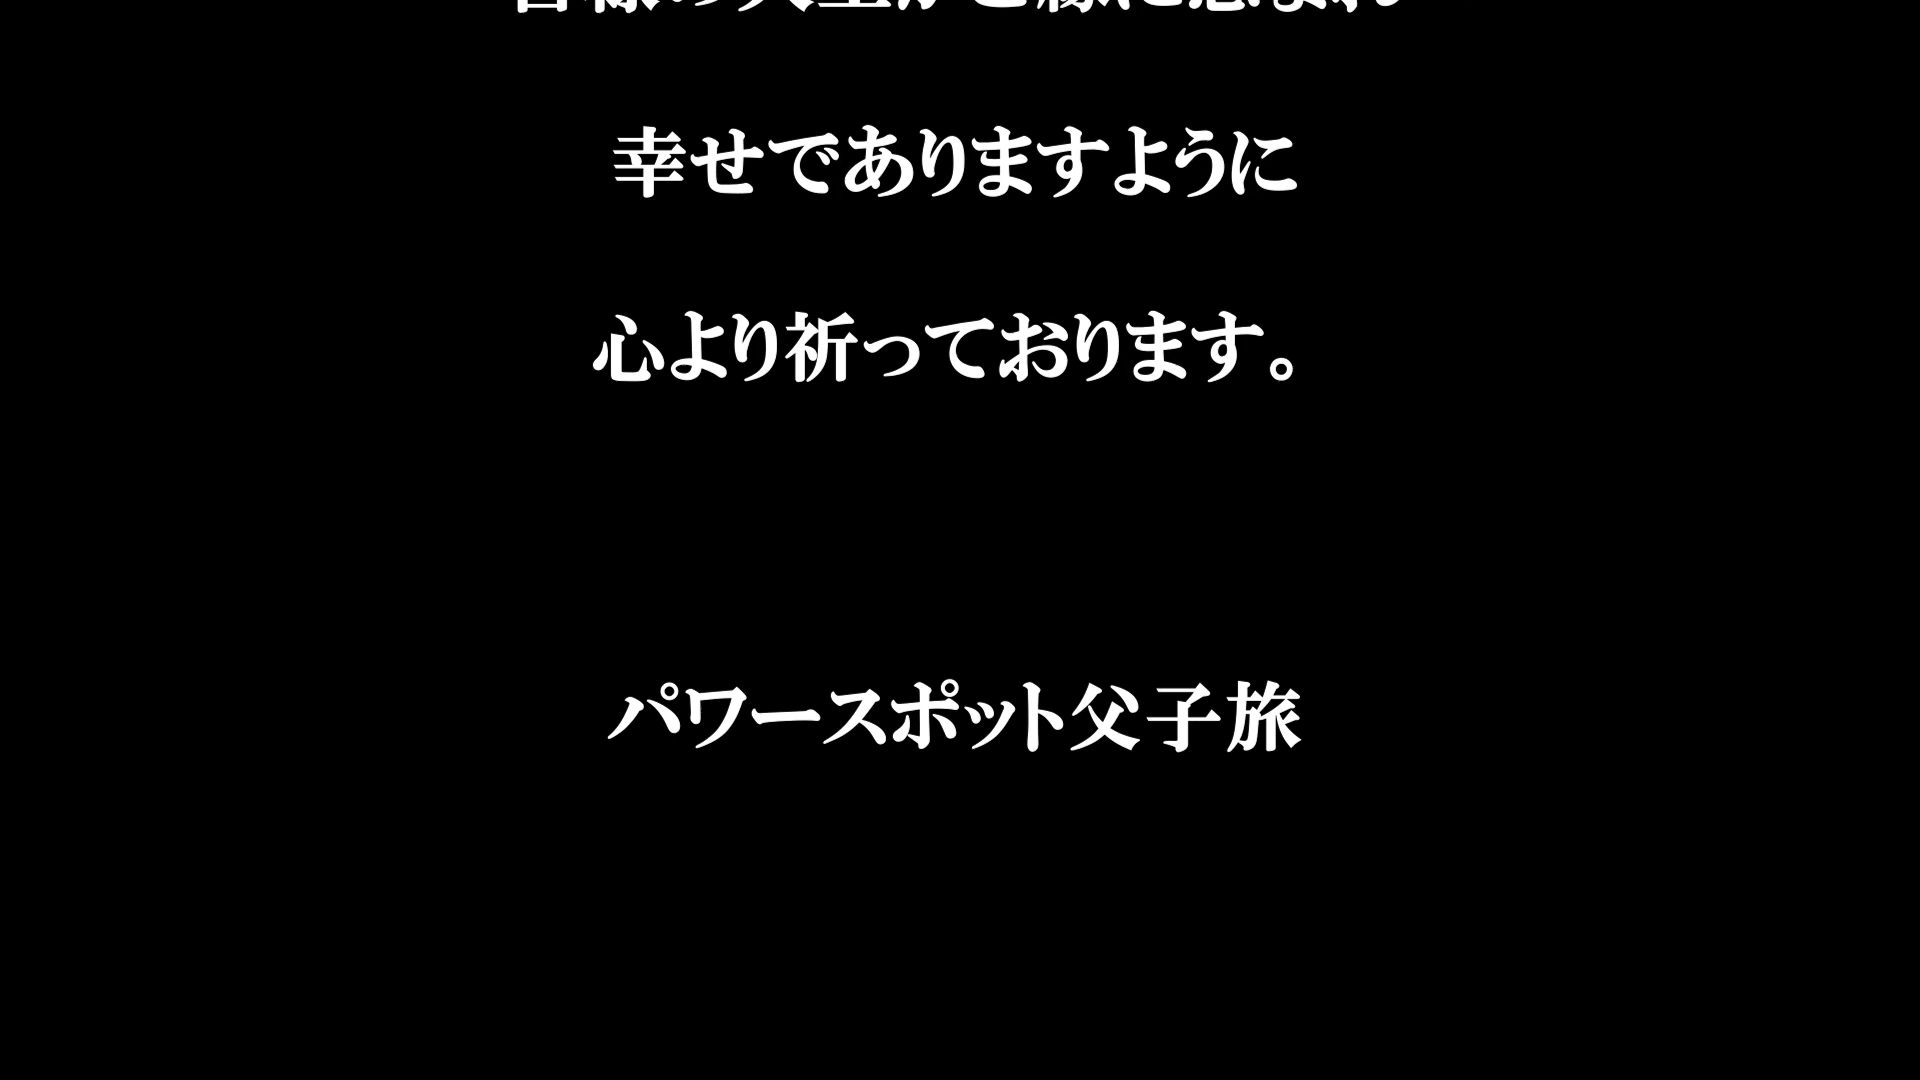 幸せでありますように
心より祈っております。
パワースポット父子旅